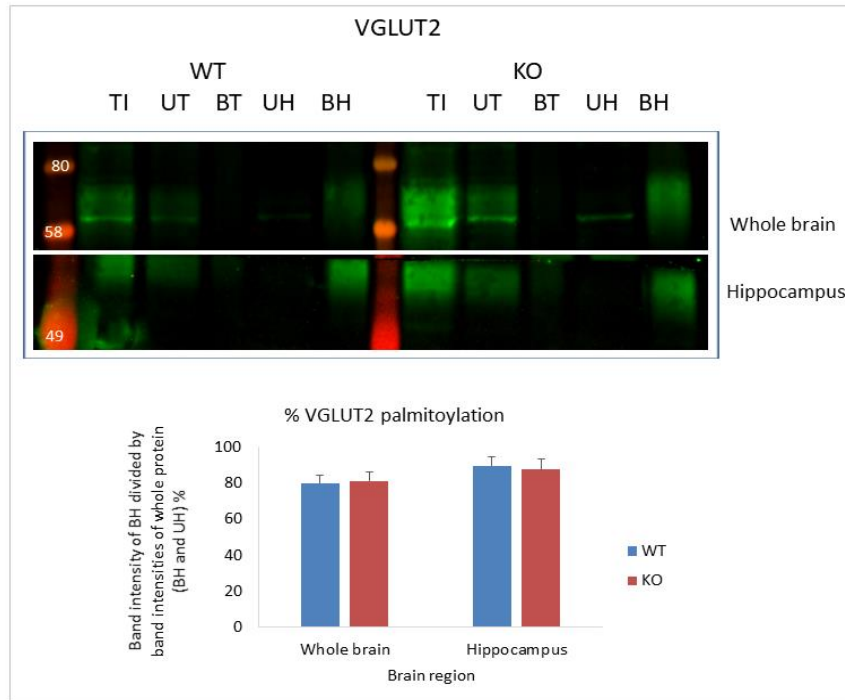 VGLUT2
WT KO
TI UT BT UH BH TI UT BT UH BH
80
58
Whole brain
Hippocampus
49
% VGLUT2 palmitoylation
Band intensity of BH divided by
band intensities of whole protein
(BH and UH) %
100
80
60
40
20
0
WT
KO
Whole brain Hippocampus
Brain region